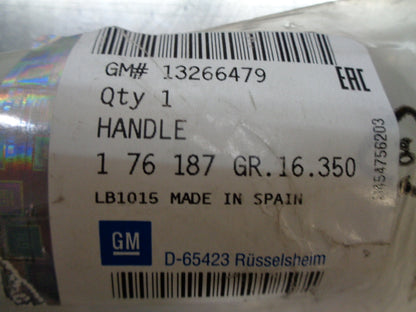 GM# 13266479
EAC
Qty 1
HANDLE
1 76 187 GR.16.350
LB1015 MADE IN SPAIN
GM
D-65423 Rüsselsheim